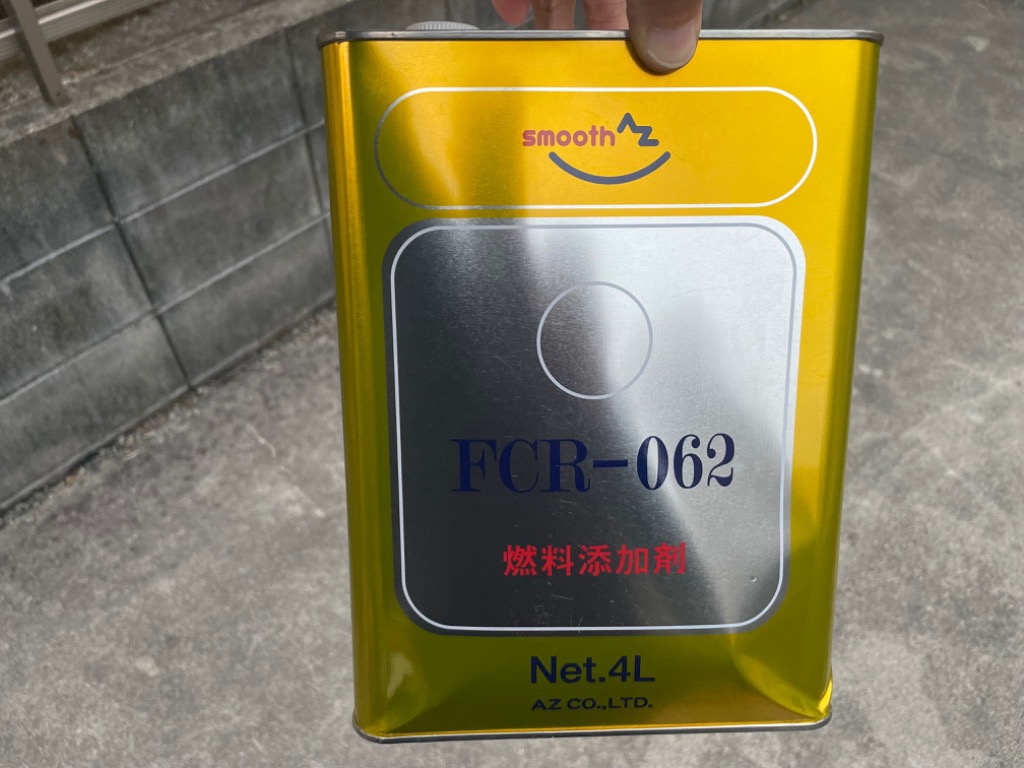 smooth AZ
FCR-062
燃料添加剤
Net.4L
AZ CO.,LTD.